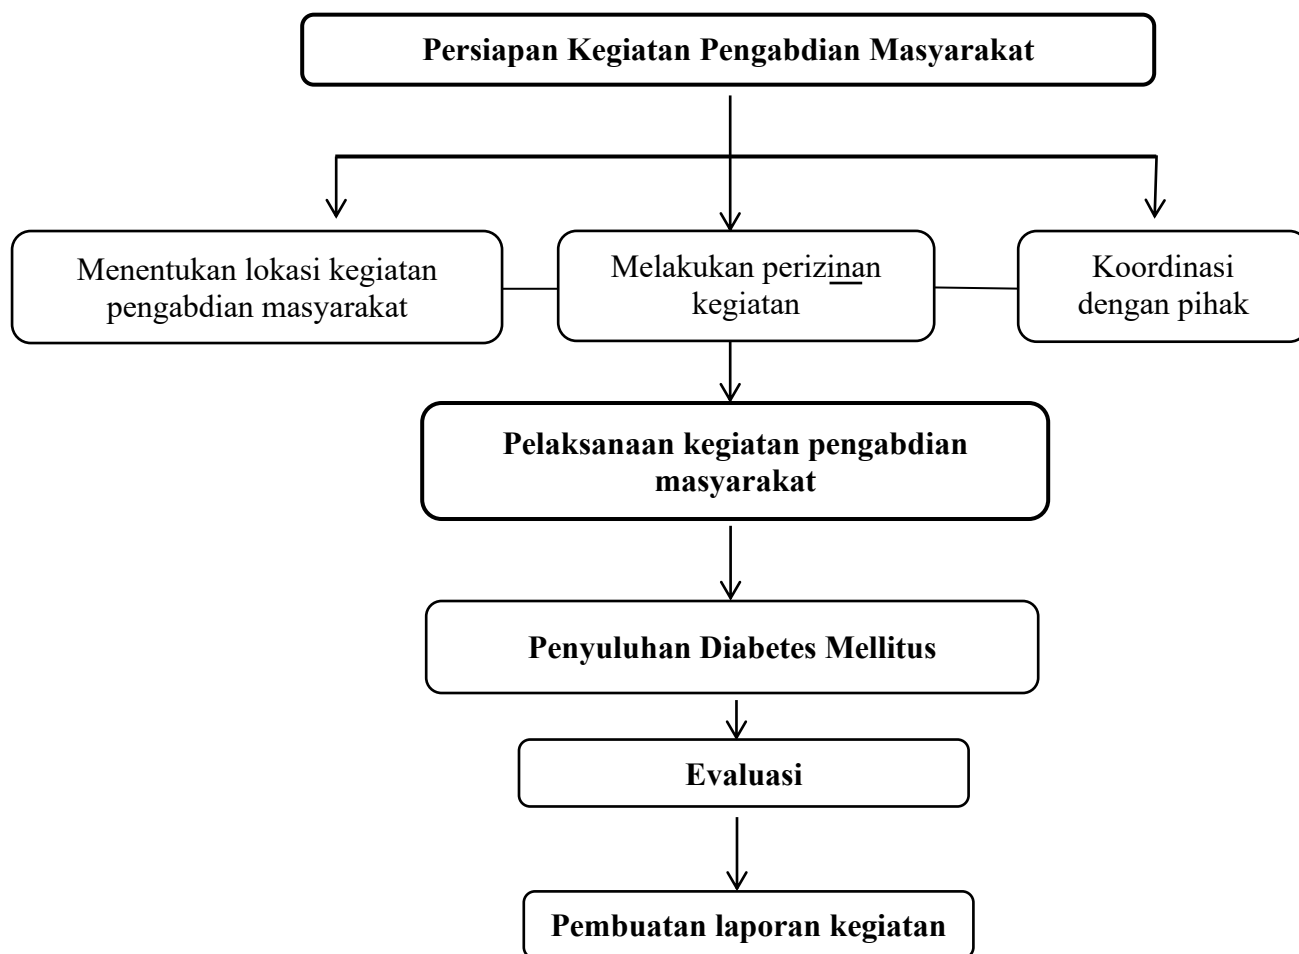 Persiapan Kegiatan Pengabdian Masyarakat
Menentukan lokasi kegiatan
pengabdian masyarakat
Melakukan perizinan
kegiatan
Koordinasi
dengan pihak
Pelaksanaan kegiatan pengabdian
masyarakat
Penyuluhan Diabetes Mellitus
Evaluasi
Pembuatan laporan kegiatan